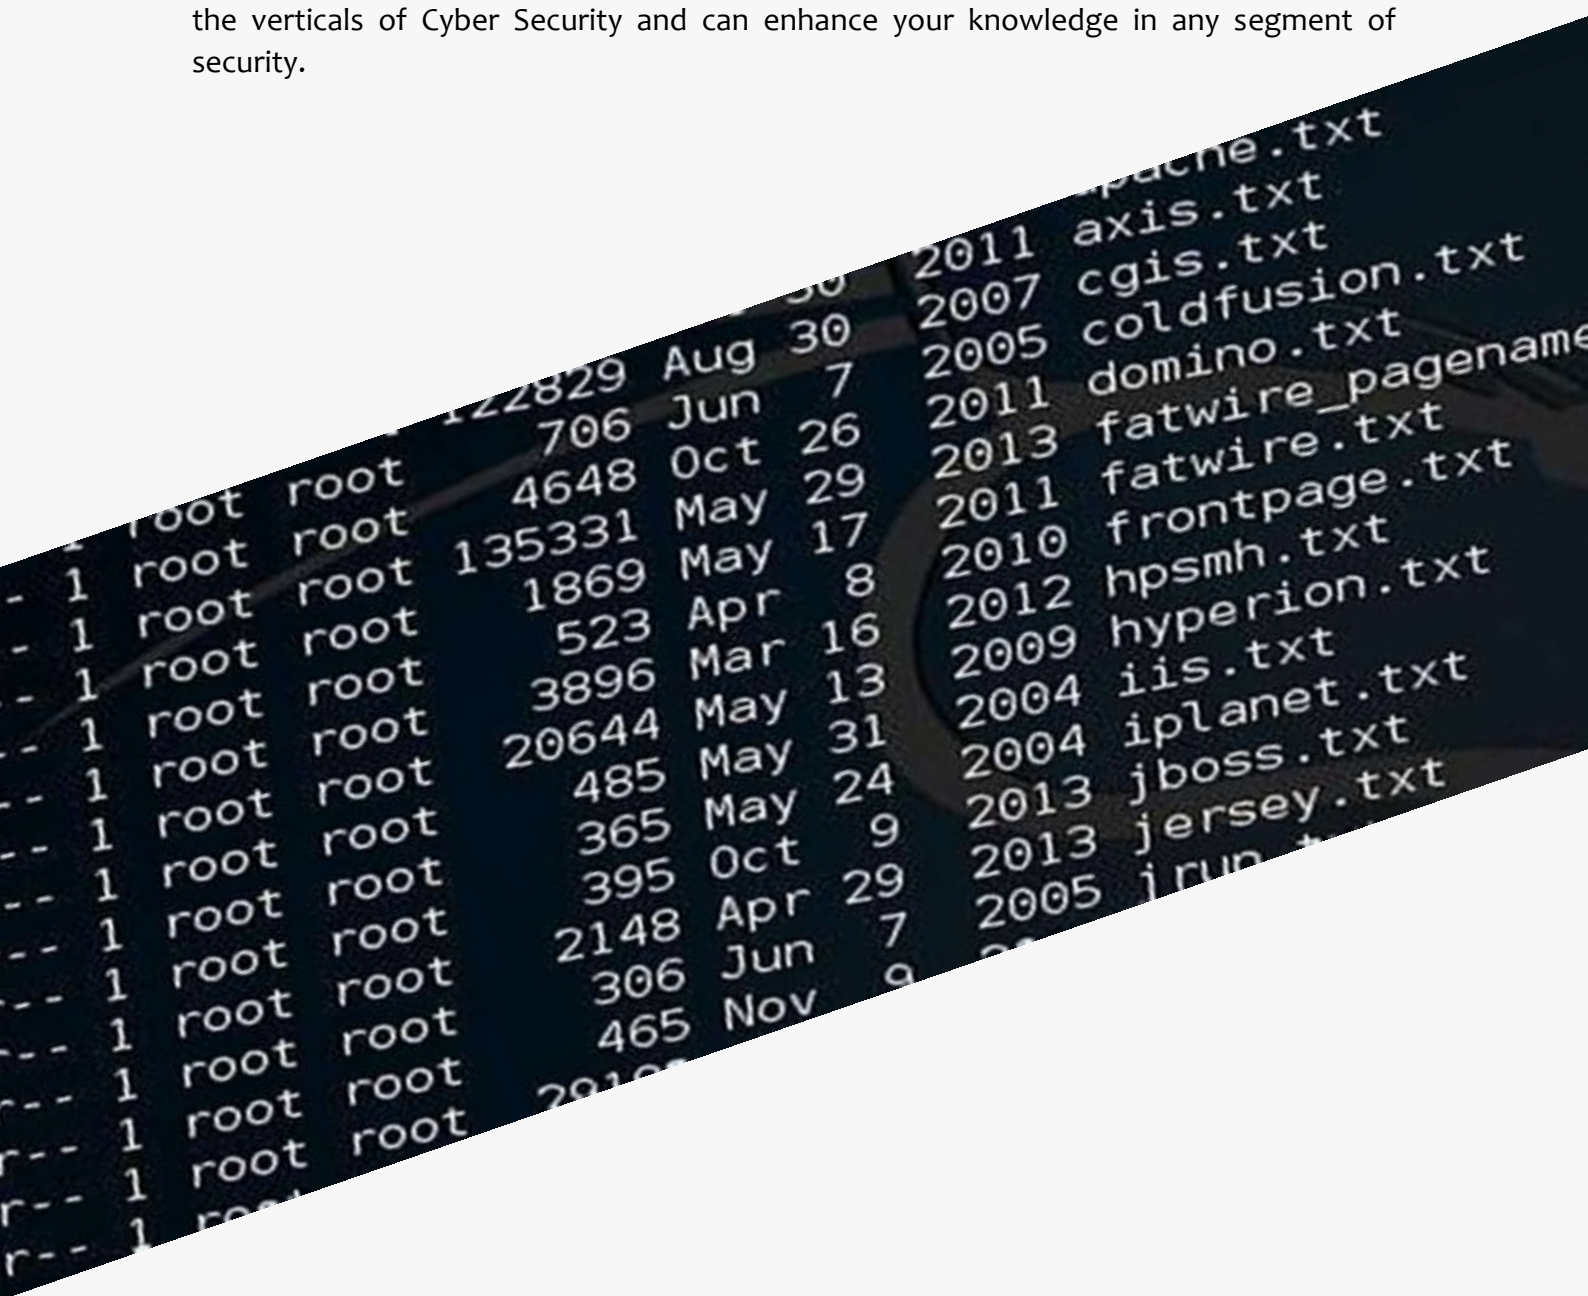 the verticals of Cyber Security and can enhance your knowledge in any segment of
security.
.txt
2011 axis.txt
122829 Aug 30 2007 cgis.txt
root root 706 Jun 7 2005 coldfusion.txt
- 1 root root 4648 Oct 26 2011 domino.txt
- 1 root root 135331 May 29 2013 fatwire_pagename
-- 1 root root 1869 May 17 2011 fatwire.txt
-- 1 root root 523 Apr 8 2010 frontpage.txt
-- 1 root root 3896 Mar 16 2012 hpsmh.txt
-- 1 root root 20644 May 13 2009 hyperion.txt
-- 1 root root 485 May 31 2004 iis.txt
-- 1 root root 365 May 24 2004 iplanet.txt
-- 1 root root 395 Oct 9 2013 jboss.txt
r-- 1 root root 2148 Apr 29 2013 jersey.txt
r-- 1 root root 306 Jun 7 2005 jrun
r-- 1 root root 465 Nov 9
r-- 1 root root
r-- 1